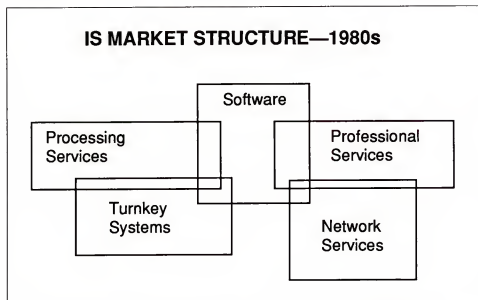 IS MARKET STRUCTURE—1980s
Software
Processing
Services
Professional
Services
Turnkey
Systems
Network
Services